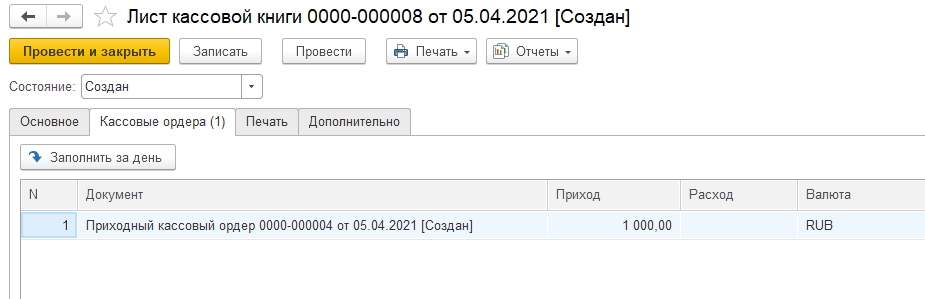 Лист кассовой книги 0000-000008 от 05.04.2021 [Создан]
Провести и закрыть Записать Провести Печать Отчеты
Состояние: Создан
Основное Кассовые ордера (1) Печать Дополнительно
Заполнить за день
N Документ Приход Расход Валюта
1 Приходный кассовый ордер 0000-000004 от 05.04.2021 [Создан] 1 000,00 RUB